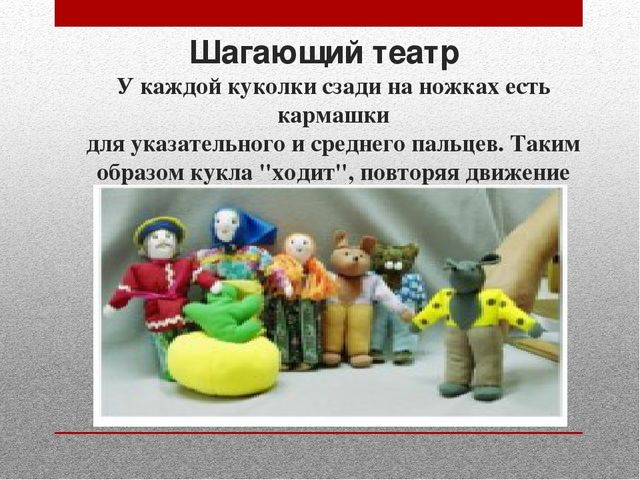 Шагающий театр
У каждой куколки сзади на ножках есть
кармашки
для указательного и среднего пальцев. Таким
образом кукла "ходит", повторяя движение